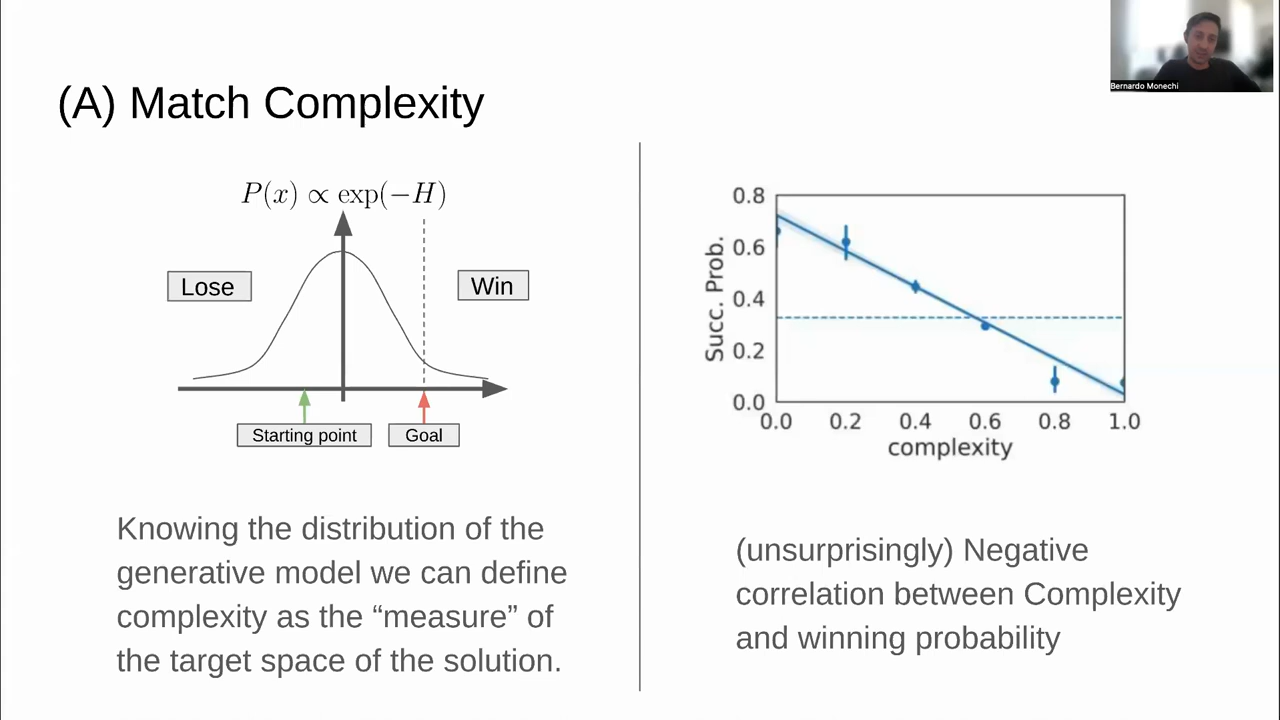 Bernardo Monechi
(A) Match Complexity
P(x) ∝ exp(−H)
Lose
Win
Starting point
Goal
Knowing the distribution of the
generative model we can define
complexity as the “measure” of
the target space of the solution.
0.8
0.6
0.4
0.2
0.0
Succ. Prob.
0.0 0.2 0.4 0.6 0.8 1.0
complexity
(unsurprisingly) Negative
correlation between Complexity
and winning probability